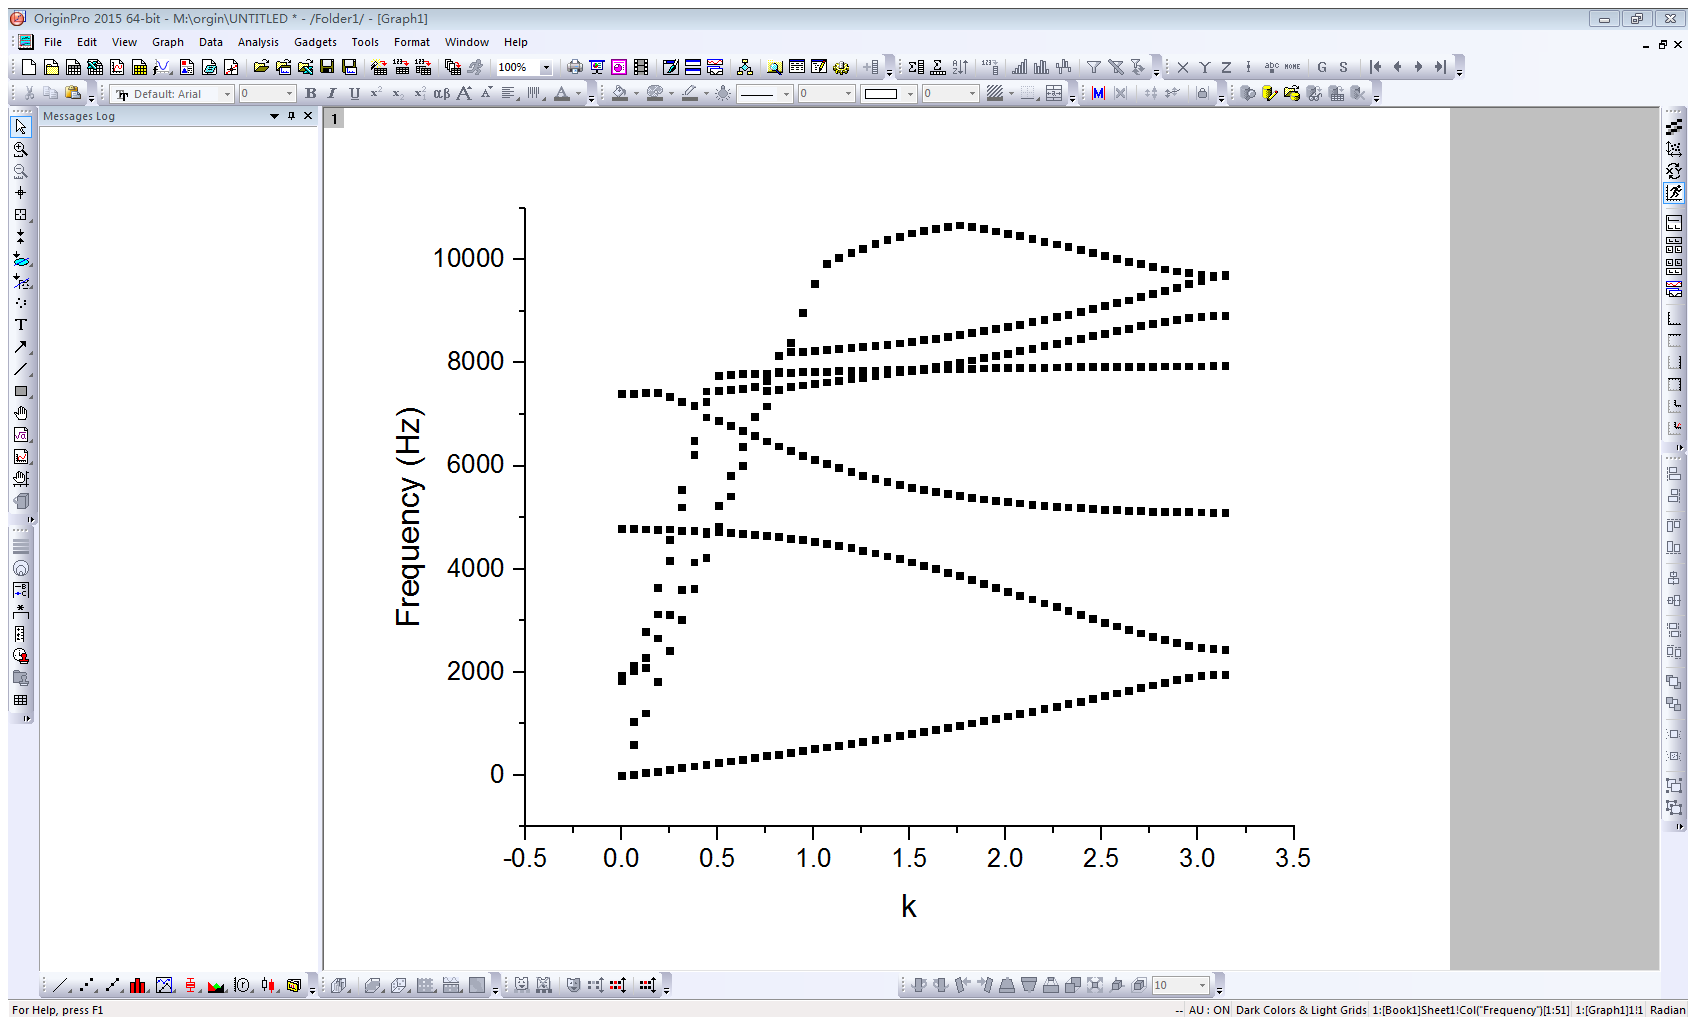 OriginPro 2015 64-bit - M:\orgin\UNTITLED * - /Folder1/ - [Graph1]
File Edit View Graph Data Analysis Gadgets Tools Format Window Help
100%
Default: Arial 0 B I U 0 0
Messages Log
1
10000
8000
6000
4000
2000
0
Frequency (Hz)
-0.5 0.0 0.5 1.0 1.5 2.0 2.5 3.0 3.5
k
10
For Help, press F1
-- AU : ON Dark Colors & Light Grids 1:[Book1]Sheet1!Col("Frequency")[1:51] 1:[Graph1]1!1 Radian